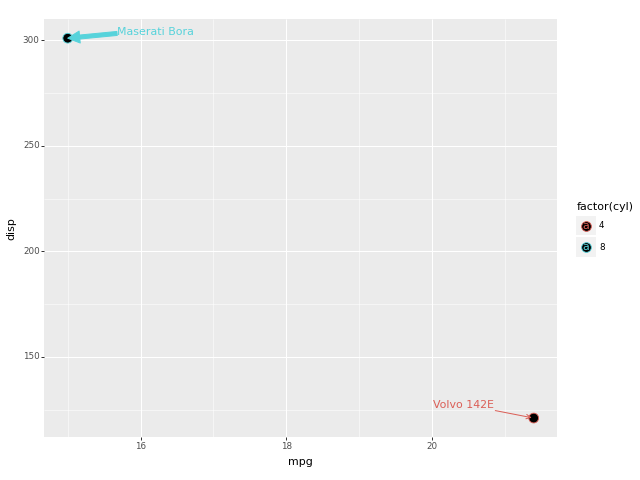 300
250
200
150
disp
Maserati Bora
Volvo 142E
16
18
20
mpg
factor(cyl)
a 4
a 8